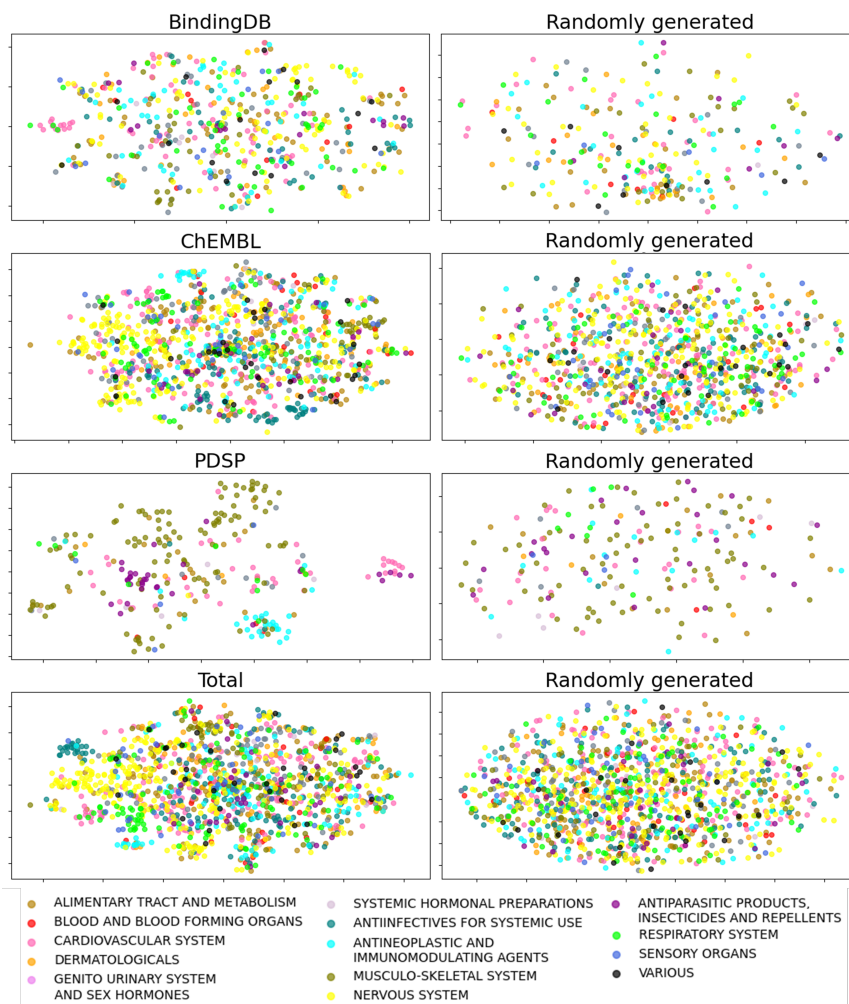 BindingDB
Randomly generated
ChEMBL
Randomly generated
PDSP
Randomly generated
Total
Randomly generated
ALIMENTARY TRACT AND METABOLISM
BLOOD AND BLOOD FORMING ORGANS
CARDIOVASCULAR SYSTEM
DERMATOLOGICALS
GENITO URINARY SYSTEM
AND SEX HORMONES
SYSTEMIC HORMONAL PREPARATIONS
ANTIINFECTIVES FOR SYSTEMIC USE
ANTINEOPLASTIC AND
IMMUNOMODULATING AGENTS
MUSCULO-SKELETAL SYSTEM
NERVOUS SYSTEM
ANTIPARASITIC PRODUCTS,
INSECTICIDES AND REPELLENTS
RESPIRATORY SYSTEM
SENSORY ORGANS
VARIOUS